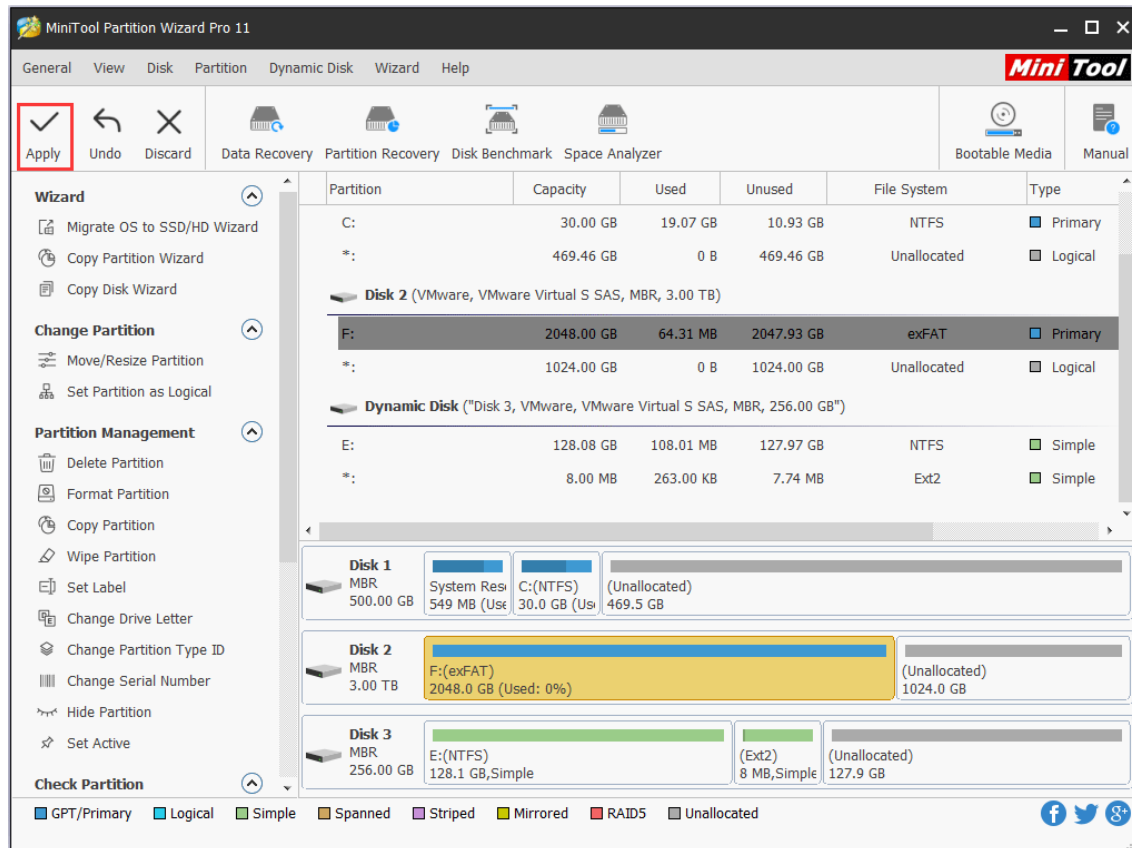 MiniTool Partition Wizard Pro 11
General View Disk Partition Dynamic Disk Wizard Help
Mini Tool
Apply Undo Discard Data Recovery Partition Recovery Disk Benchmark Space Analyzer Bootable Media Manual
Wizard
Migrate OS to SSD/HD Wizard
Copy Partition Wizard
Copy Disk Wizard
Change Partition
Move/Resize Partition
Set Partition as Logical
Partition Management
Delete Partition
Format Partition
Copy Partition
Wipe Partition
Set Label
Change Drive Letter
Change Partition Type ID
Change Serial Number
Hide Partition
Set Active
Check Partition
Partition Capacity Used Unused File System Type
C: 30.00 GB 19.07 GB 10.93 GB NTFS Primary
*: 469.46 GB 0 B 469.46 GB Unallocated Logical
Disk 2 (VMware, VMware Virtual S SAS, MBR, 3.00 TB)
F: 2048.00 GB 64.31 MB 2047.93 GB exFAT Primary
*: 1024.00 GB 0 B 1024.00 GB Unallocated Logical
Dynamic Disk ("Disk 3, VMware, VMware Virtual S SAS, MBR, 256.00 GB")
E: 128.08 GB 108.01 MB 127.97 GB NTFS Simple
*: 8.00 MB 263.00 KB 7.74 MB Ext2 Simple
Disk 1
MBR
500.00 GB
System Res
549 MB (Use
C:(NTFS)
30.0 GB (Us
(Unallocated)
469.5 GB
Disk 2
MBR
3.00 TB
F:(exFAT)
2048.0 GB (Used: 0%)
(Unallocated)
1024.0 GB
Disk 3
MBR
256.00 GB
E:(NTFS)
128.1 GB,Simple
(Ext2)
8 MB,Simple
(Unallocated)
127.9 GB
GPT/Primary Logical Simple Spanned Striped Mirrored RAID5 Unallocated